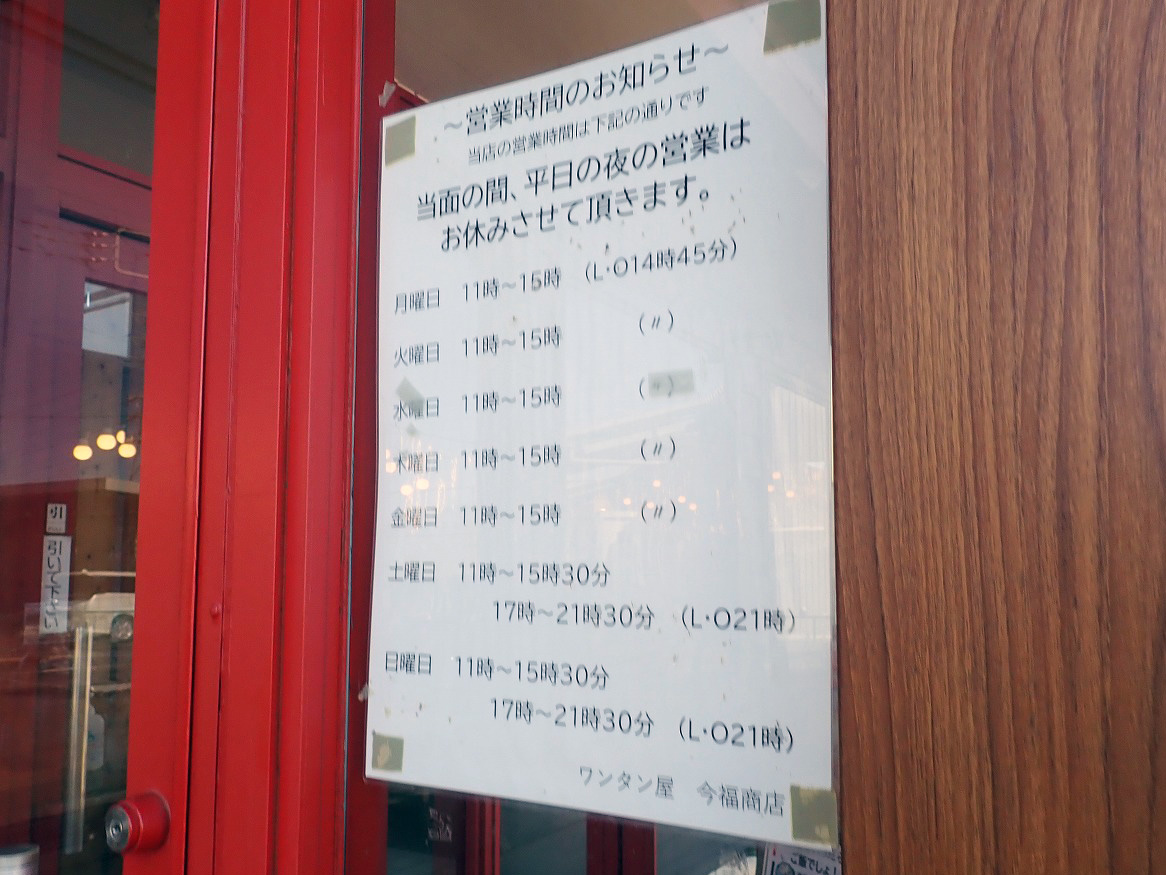 ～営業時間のお知らせ～
当店の営業時間は下記の通りです
当面の間、平日の夜の営業は
お休みさせて頂きます。
月曜日 11時～15時 （L･O14時45分）
火曜日 11時～15時 （〃）
水曜日 11時～15時 （〃）
木曜日 11時～15時 （〃）
金曜日 11時～15時 （〃）
土曜日 11時～15時30分
17時～21時30分 （L･O21時）
日曜日 11時～15時30分
17時～21時30分 （L･O21時）
ワンタン屋 今福商店
引
引いて下さい